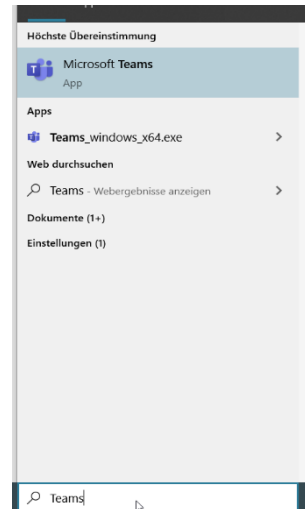 Höchste Übereinstimmung
Microsoft Teams
App
Apps
Teams_windows_x64.exe
Web durchsuchen
Teams - Webergebnisse anzeigen
Dokumente (1+)
Einstellungen (1)
Teams